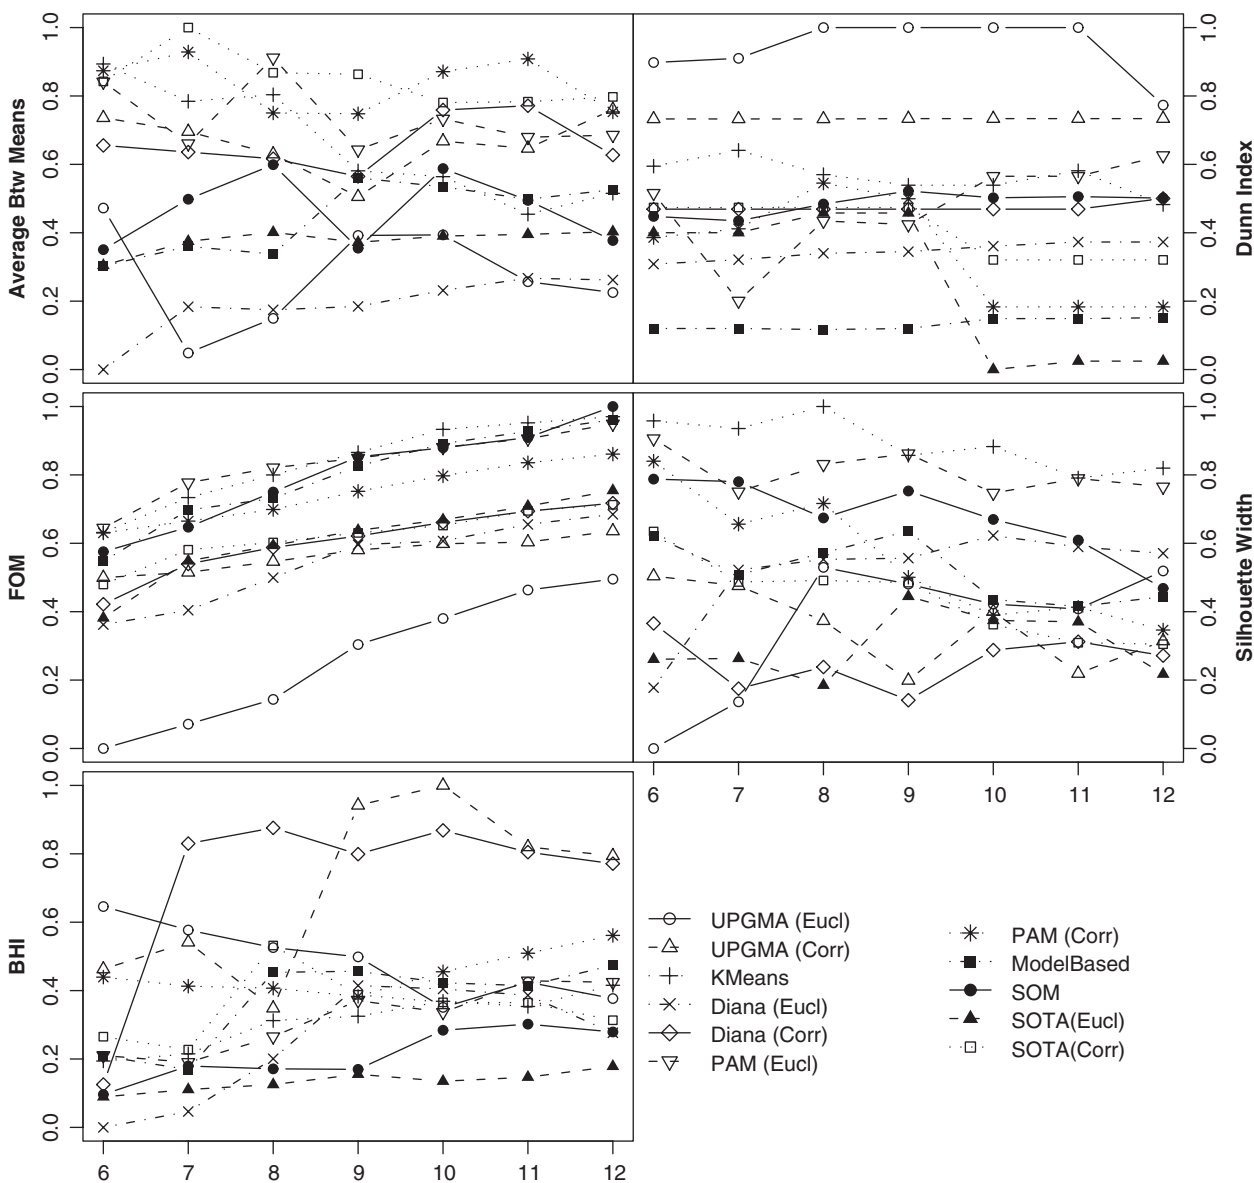 Average Btw Means
0.0 0.2 0.4 0.6 0.8 1.0
Dunn Index
0.0 0.2 0.4 0.6 0.8 1.0
FOM
0.0 0.2 0.4 0.6 0.8 1.0
Silhouette Width
0.0 0.2 0.4 0.6 0.8 1.0
6 7 8 9 10 11 12
BHI
0.0 0.2 0.4 0.6 0.8 1.0
6 7 8 9 10 11 12
UPGMA (Eucl)
UPGMA (Corr)
KMeans
Diana (Eucl)
Diana (Corr)
PAM (Eucl)
PAM (Corr)
ModelBased
SOM
SOTA(Eucl)
SOTA(Corr)